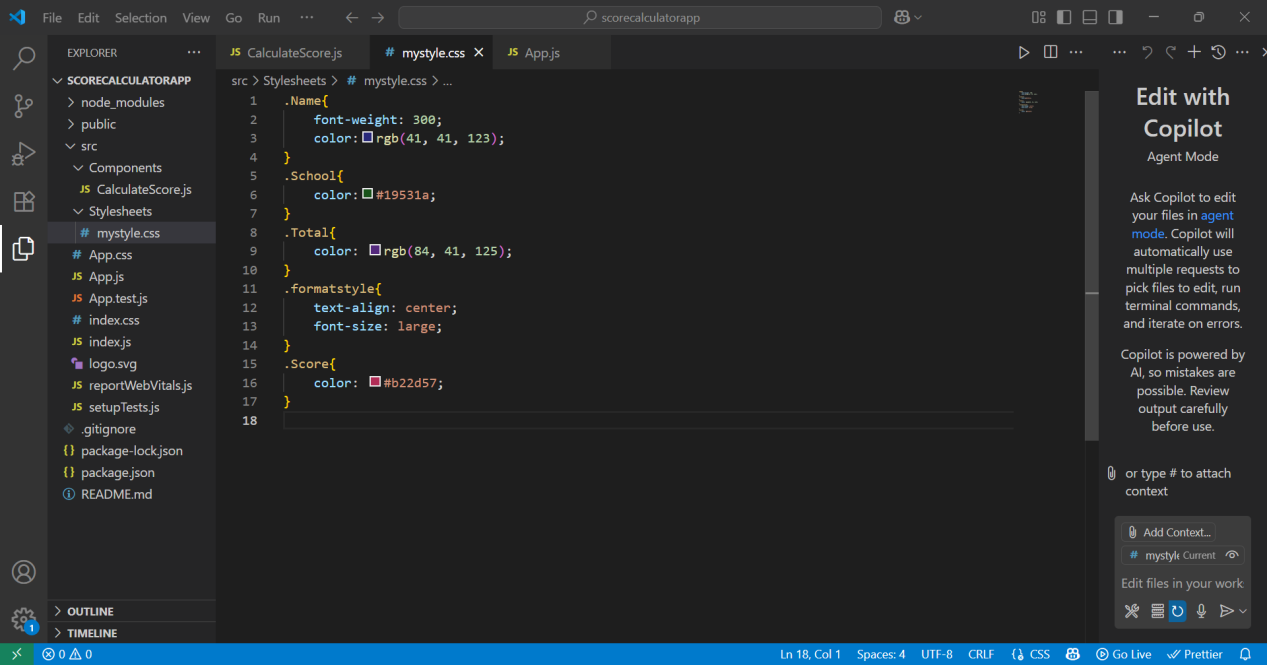 File Edit Selection View Go Run ··· scorecalculatorapp
EXPLORER ···
SCORECALCULATORAPP
node_modules
public
src
Components
JS CalculateScore.js
Stylesheets
# mystyle.css
# App.css
JS App.js
JS App.test.js
# index.css
JS index.js
logo.svg
JS reportWebVitals.js
JS setupTests.js
.gitignore
{} package-lock.json
{} package.json
README.md
OUTLINE
TIMELINE
1
JS CalculateScore.js # mystyle.css JS App.js
src > Stylesheets > # mystyle.css > ...
1 .Name{
2 font-weight: 300;
3 color: rgb(41, 41, 123);
4 }
5 .School{
6 color: #19531a;
7 }
8 .Total{
9 color: rgb(84, 41, 125);
10 }
11 .formatstyle{
12 text-align: center;
13 font-size: large;
14 }
15 .Score{
16 color: #b22d57;
17 }
18
Edit with
Copilot
Agent Mode
Ask Copilot to edit
your files in agent
mode. Copilot will
automatically use
multiple requests to
pick files to edit, run
terminal commands,
and iterate on errors.
Copilot is powered by
AI, so mistakes are
possible. Review
output carefully
before use.
or type # to attach
context
Add Context...
# mystyle Current
Edit files in your work
0 0 Ln 18, Col 1 Spaces: 4 UTF-8 CRLF {} CSS Go Live Prettier